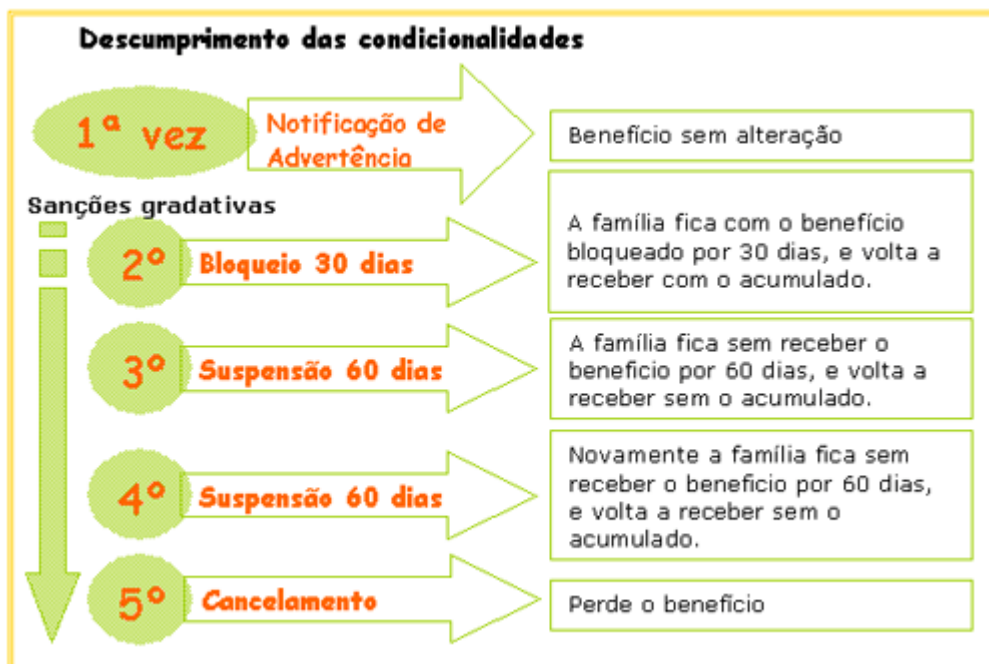 Descumprimento das condicionalidades
1ª vez
Notificação de
Advertência
Benefício sem alteração
Sanções gradativas
2º
Bloqueio 30 dias
A família fica com o benefício
bloqueado por 30 dias, e volta a
receber com o acumulado.
3º
Suspensão 60 dias
A família fica sem receber o
beneficio por 60 dias, e volta a
receber sem o acumulado.
4º
Suspensão 60 dias
Novamente a família fica sem
receber o beneficio por 60 dias,
e volta a receber sem o
acumulado.
5º
Cancelamento
Perde o benefício